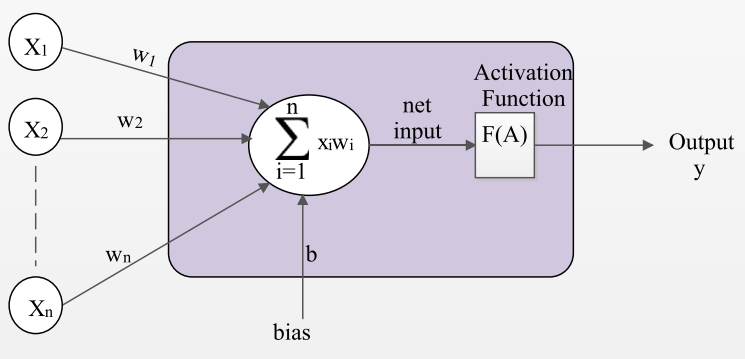 X1
w1
X2
w2
Xn
wn
n
∑ xiwi
i=1
net
input
Activation
Function
F(A)
Output
y
b
bias